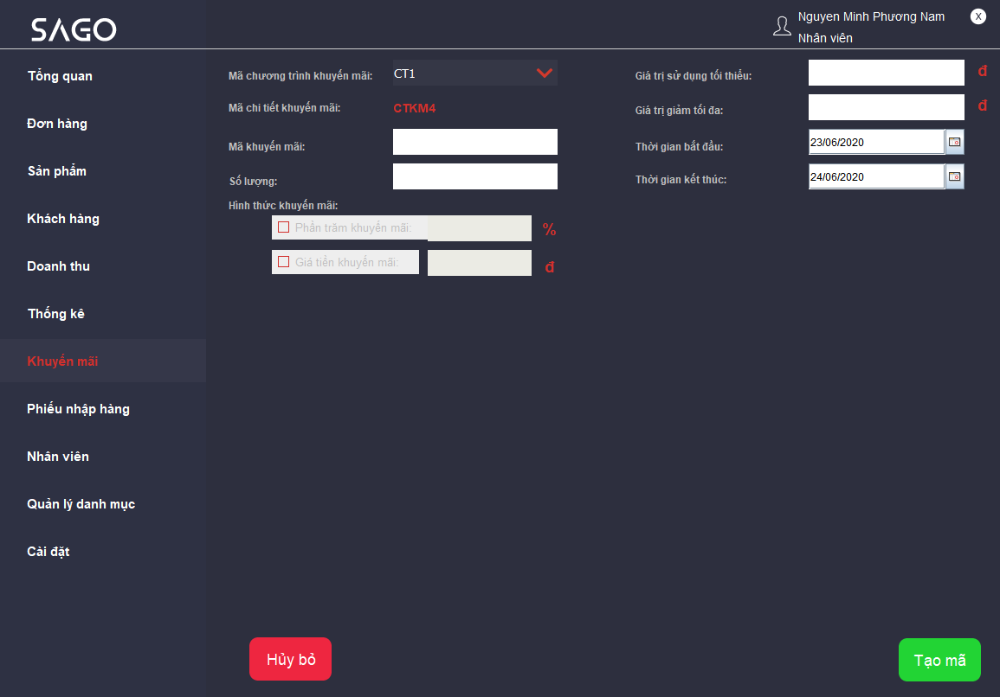 SAGO
Nguyen Minh Phương Nam
X
Nhân viên
Tổng quan
Đơn hàng
Sản phẩm
Khách hàng
Doanh thu
Thống kê
Khuyến mãi
Phiếu nhập hàng
Nhân viên
Quản lý danh mục
Cài đặt
Mã chương trình khuyến mãi: CT1
Mã chi tiết khuyến mãi: CTKM4
Mã khuyến mãi:
Số lượng:
Hình thức khuyến mãi:
Phần trăm khuyến mãi: %
Giá tiền khuyến mãi: đ
Giá trị sử dụng tối thiểu: đ
Giá trị giảm tối đa: đ
Thời gian bắt đầu: 23/06/2020
Thời gian kết thúc: 24/06/2020
Hủy bỏ
Tạo mã